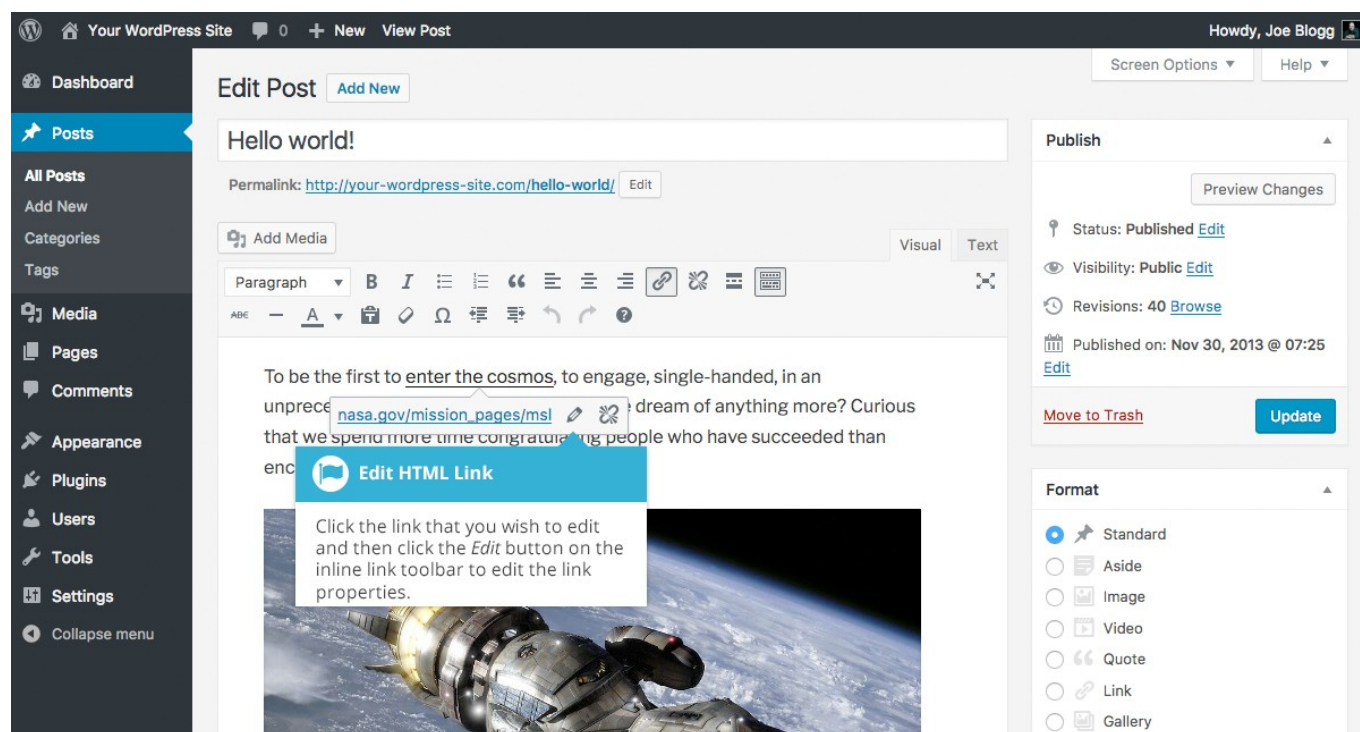 Your WordPress Site 0 + New View Post Howdy, Joe Blogg
Screen Options ▼ Help ▼
Dashboard
Posts
All Posts
Add New
Categories
Tags
Media
Pages
Comments
Appearance
Plugins
Users
Tools
Settings
Collapse menu
Edit Post Add New
Hello world!
Permalink: http://your-wordpress-site.com/hello-world/ Edit
Add Media
Visual Text
Paragraph ▼ B I
ABC — A ▼ Ω
To be the first to enter the cosmos, to engage, single-handed, in an
unprece dream of anything more? Curious
nasa.gov/mission_pages/msl
that we spend more time congratulating people who have succeeded than
enc
Edit HTML Link
Click the link that you wish to edit
and then click the Edit button on the
inline link toolbar to edit the link
properties.
Publish
Preview Changes
Status: Published Edit
Visibility: Public Edit
Revisions: 40 Browse
Published on: Nov 30, 2013 @ 07:25
Edit
Move to Trash Update
Format
Standard
Aside
Image
Video
Quote
Link
Gallery